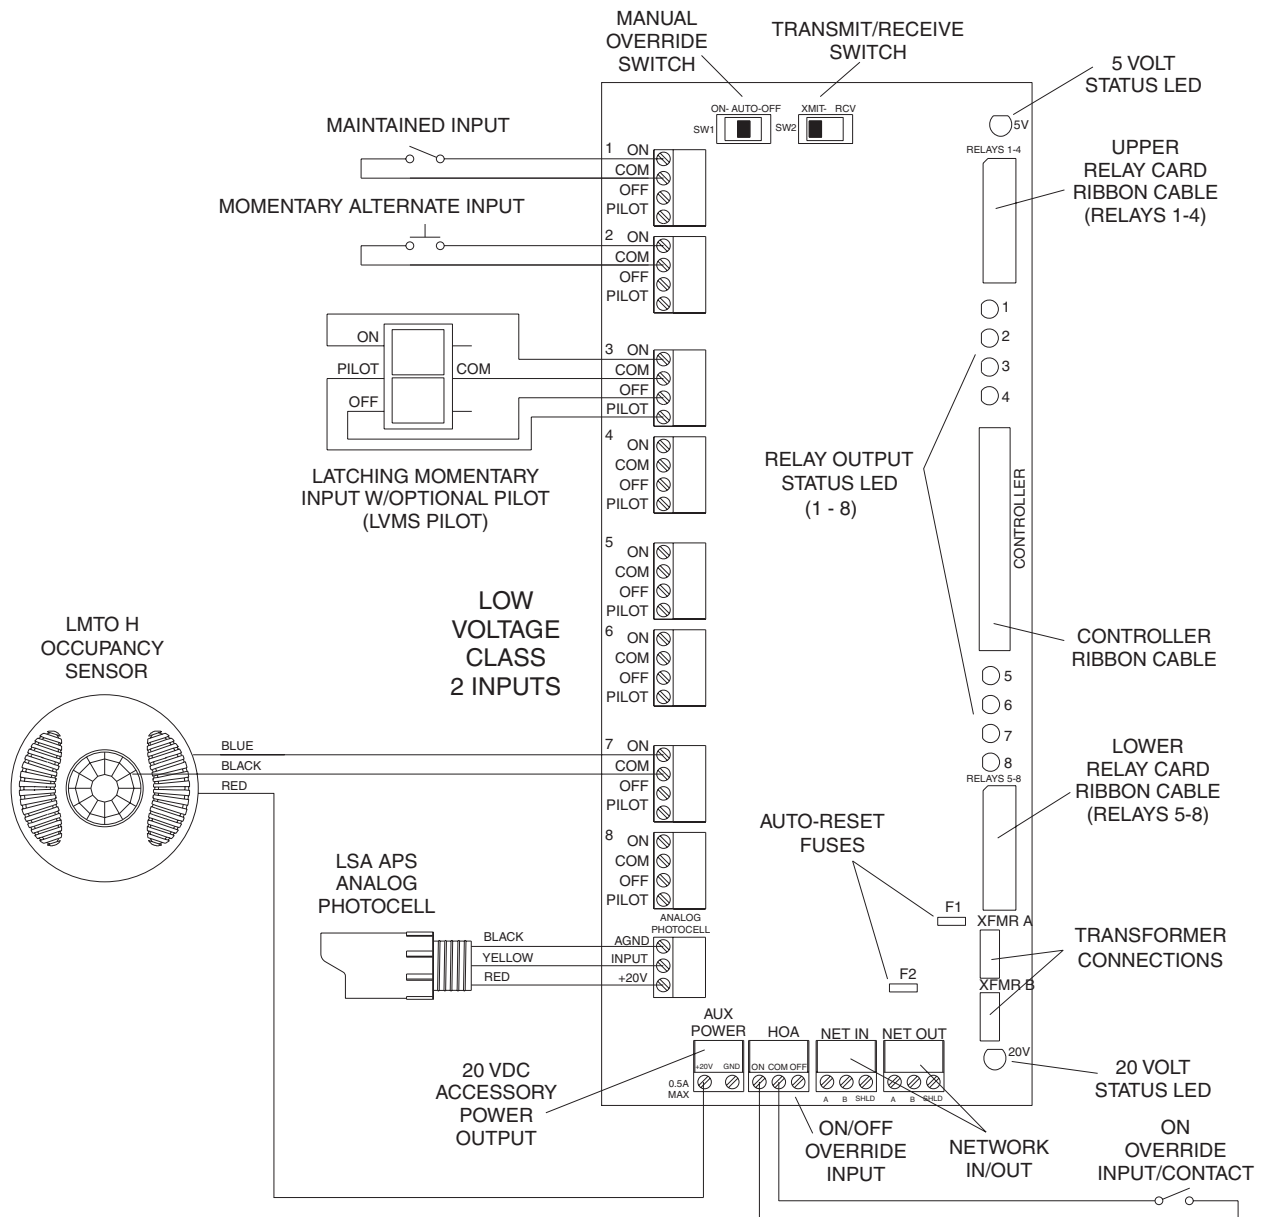 MANUAL
OVERRIDE
SWITCH
TRANSMIT/RECEIVE
SWITCH
5 VOLT
STATUS LED
ON- AUTO-OFF
SW1
XMIT- RCV
SW2
5V
MAINTAINED INPUT
1 ON
COM
OFF
PILOT
RELAYS 1-4
UPPER
RELAY CARD
RIBBON CABLE
(RELAYS 1-4)
MOMENTARY ALTERNATE INPUT
2 ON
COM
OFF
PILOT
1
2
3
4
ON
PILOT
COM
OFF
3 ON
COM
OFF
PILOT
LATCHING MOMENTARY
INPUT W/OPTIONAL PILOT
(LVMS PILOT)
4 ON
COM
OFF
PILOT
RELAY OUTPUT
STATUS LED
(1 - 8)
CONTROLLER
5 ON
COM
OFF
PILOT
LOW
VOLTAGE
CLASS
2 INPUTS
6 ON
COM
OFF
PILOT
CONTROLLER
RIBBON CABLE
LMTO H
OCCUPANCY
SENSOR
5
6
7
8
RELAYS 5-8
BLUE
BLACK
RED
7 ON
COM
OFF
PILOT
LOWER
RELAY CARD
RIBBON CABLE
(RELAYS 5-8)
AUTO-RESET
FUSES
8 ON
COM
OFF
PILOT
LSA APS
ANALOG
PHOTOCELL
F1
XFMR A
ANALOG
PHOTOCELL
BLACK
AGND
YELLOW
INPUT
RED
+20V
TRANSFORMER
CONNECTIONS
F2
XFMR B
AUX
POWER
HOA
NET IN
NET OUT
20V
+20V GND
ON COM OFF
0.5A
MAX
A B SHLD
A B SHLD
20 VDC
ACCESSORY
POWER
OUTPUT
20 VOLT
STATUS LED
ON/OFF
OVERRIDE
INPUT
NETWORK
IN/OUT
ON
OVERRIDE
INPUT/CONTACT